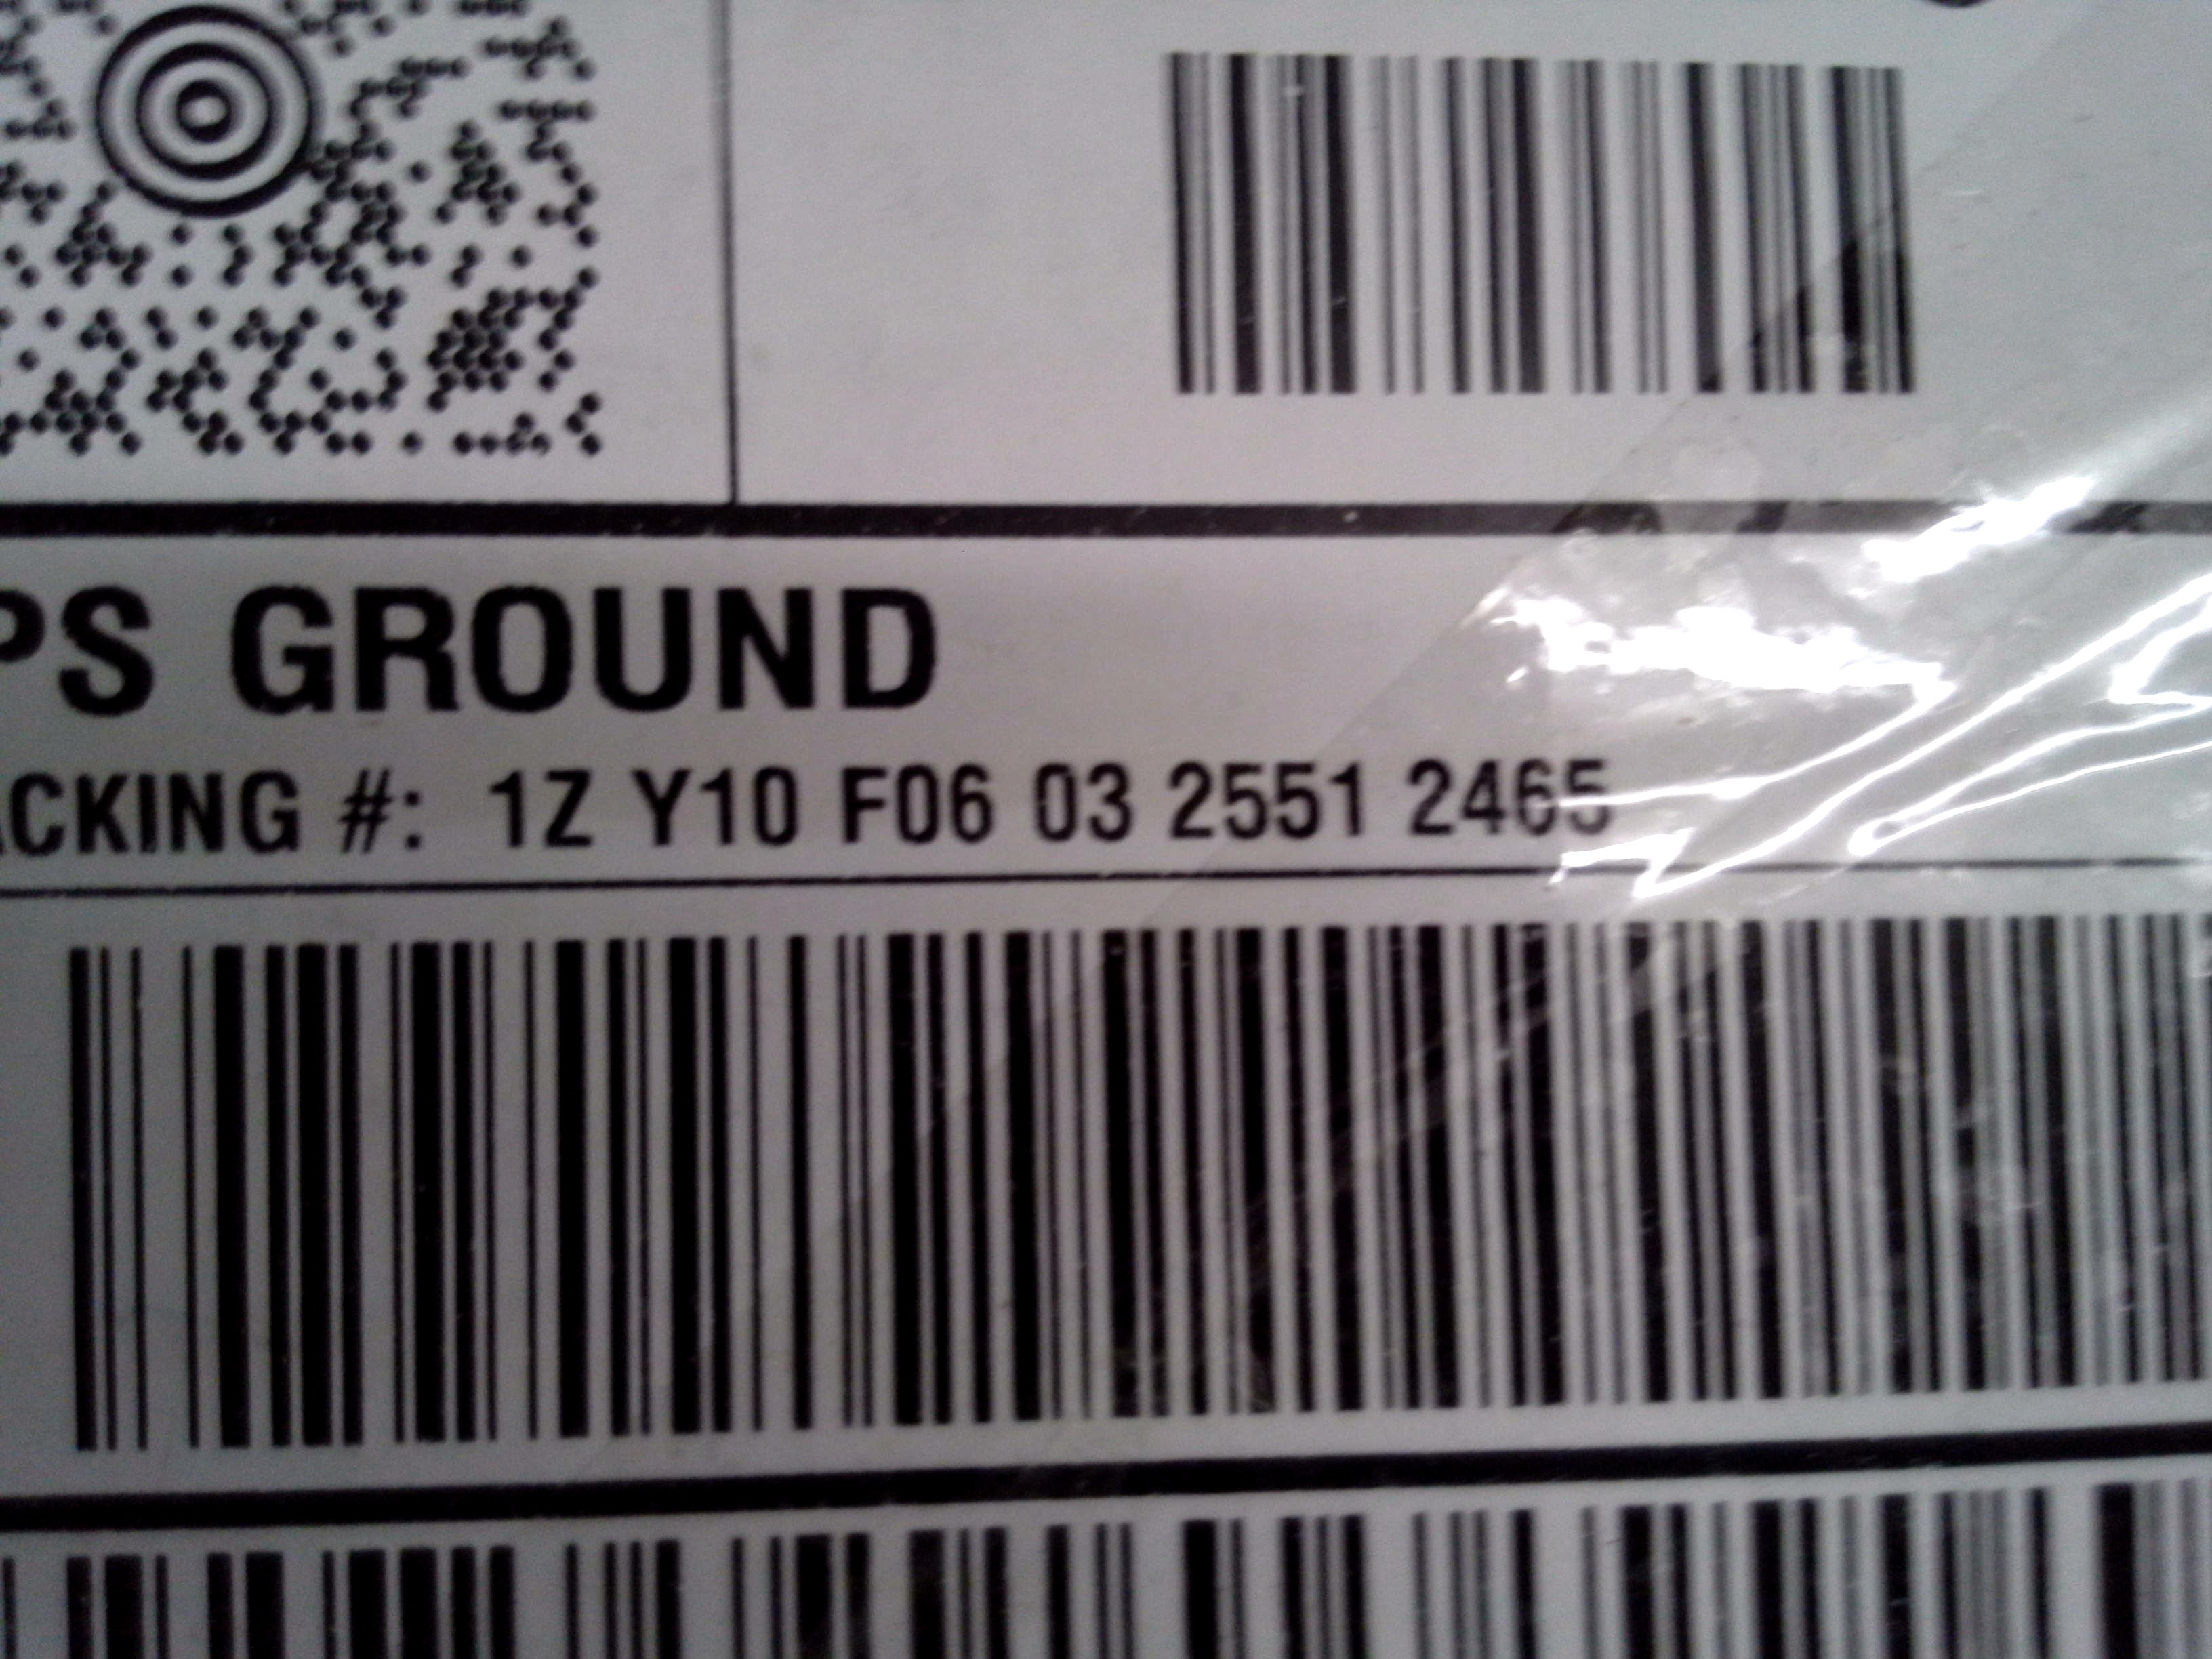 PS GROUND
ACKING #: 1Z Y10 F06 03 2551 2465